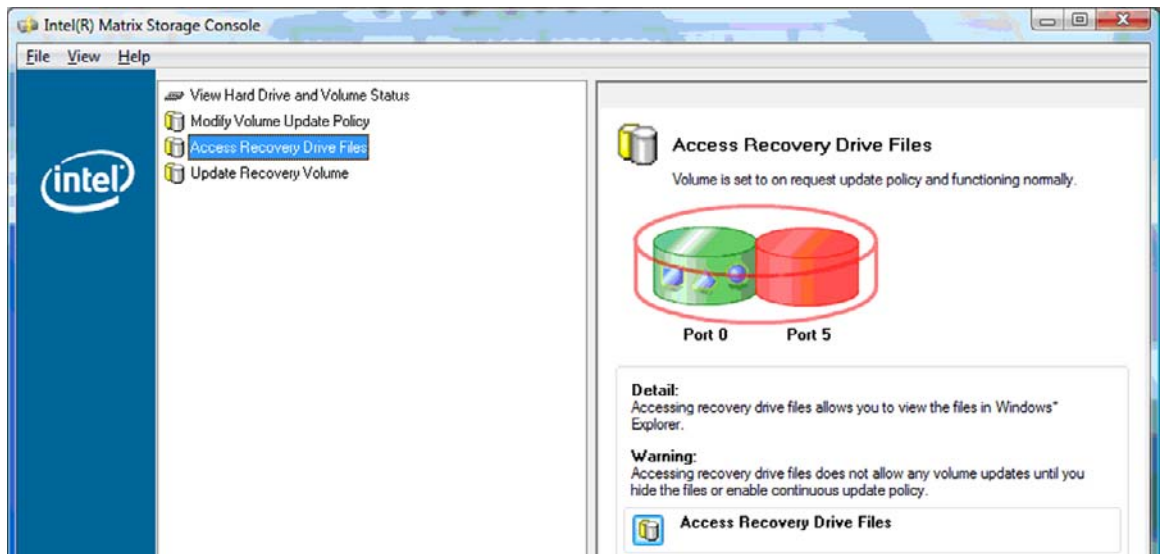 Intel(R) Matrix Storage Console
File View Help
intel
View Hard Drive and Volume Status
Modify Volume Update Policy
Access Recovery Drive Files
Update Recovery Volume
Access Recovery Drive Files
Volume is set to on request update policy and functioning normally.
Port 0 Port 5
Detail:
Accessing recovery drive files allows you to view the files in Windows*
Explorer.
Warning:
Accessing recovery drive files does not allow any volume updates until you
hide the files or enable continuous update policy.
Access Recovery Drive Files